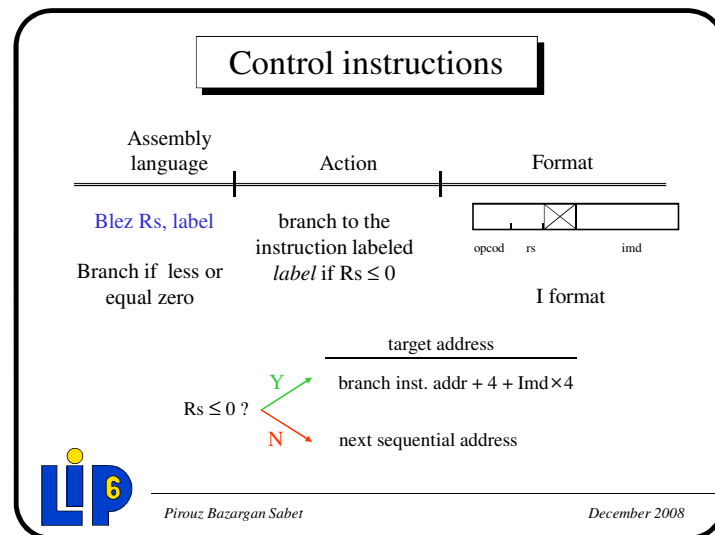 Control instructions
Assembly
language
Action
Format
Blez Rs, label
Branch if less or
equal zero
branch to the
instruction labeled
label if Rs ≤ 0
opcod rs imd
I format
target address
Y
branch inst. addr + 4 + Imd×4
Rs ≤ 0 ?
N
next sequential address
LIP6
Pirouz Bazargan Sabet
December 2008